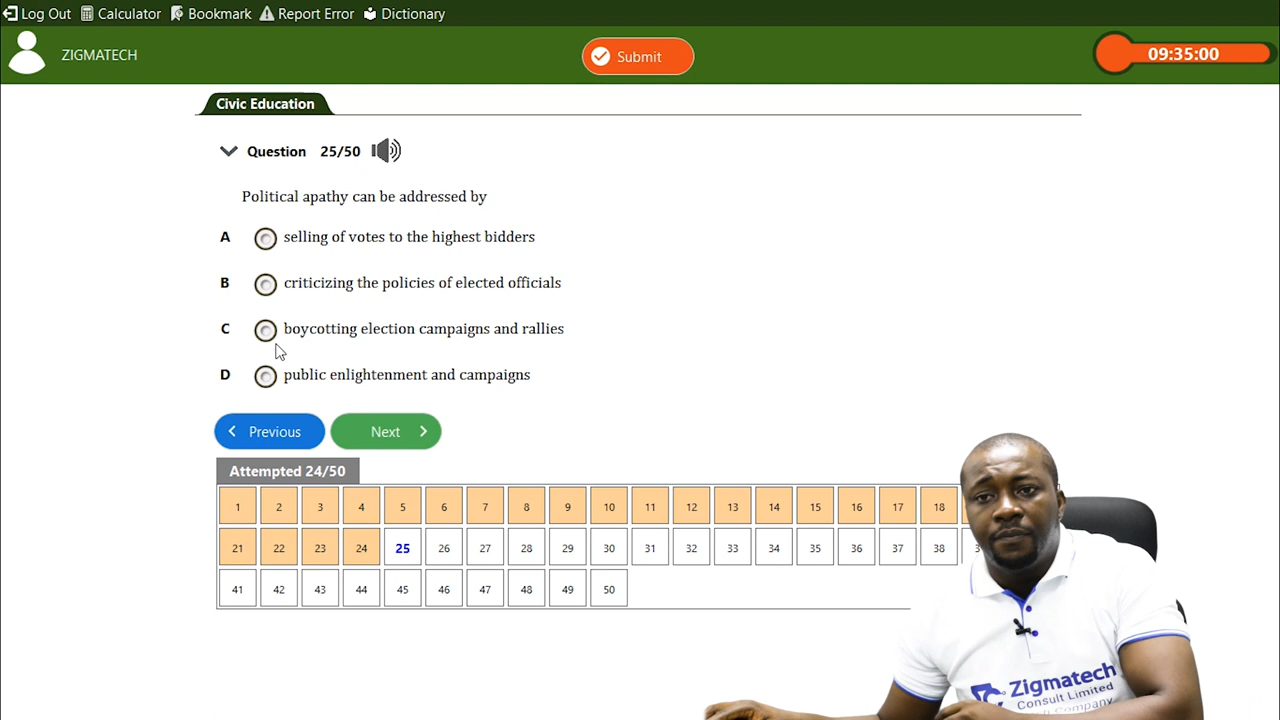 Log Out Calculator Bookmark Report Error Dictionary
ZIGMATECH
Submit
09:35:00
Civic Education
Question 25/50
Political apathy can be addressed by
A selling of votes to the highest bidders
B criticizing the policies of elected officials
C boycotting election campaigns and rallies
D public enlightenment and campaigns
Previous Next
Attempted 24/50
1 2 3 4 5 6 7 8 9 10 11 12 13 14 15 16 17 18
21 22 23 24 25 26 27 28 29 30 31 32 33 34 35 36 37 38
41 42 43 44 45 46 47 48 49 50
Zigmatech
Consult Limited
Company